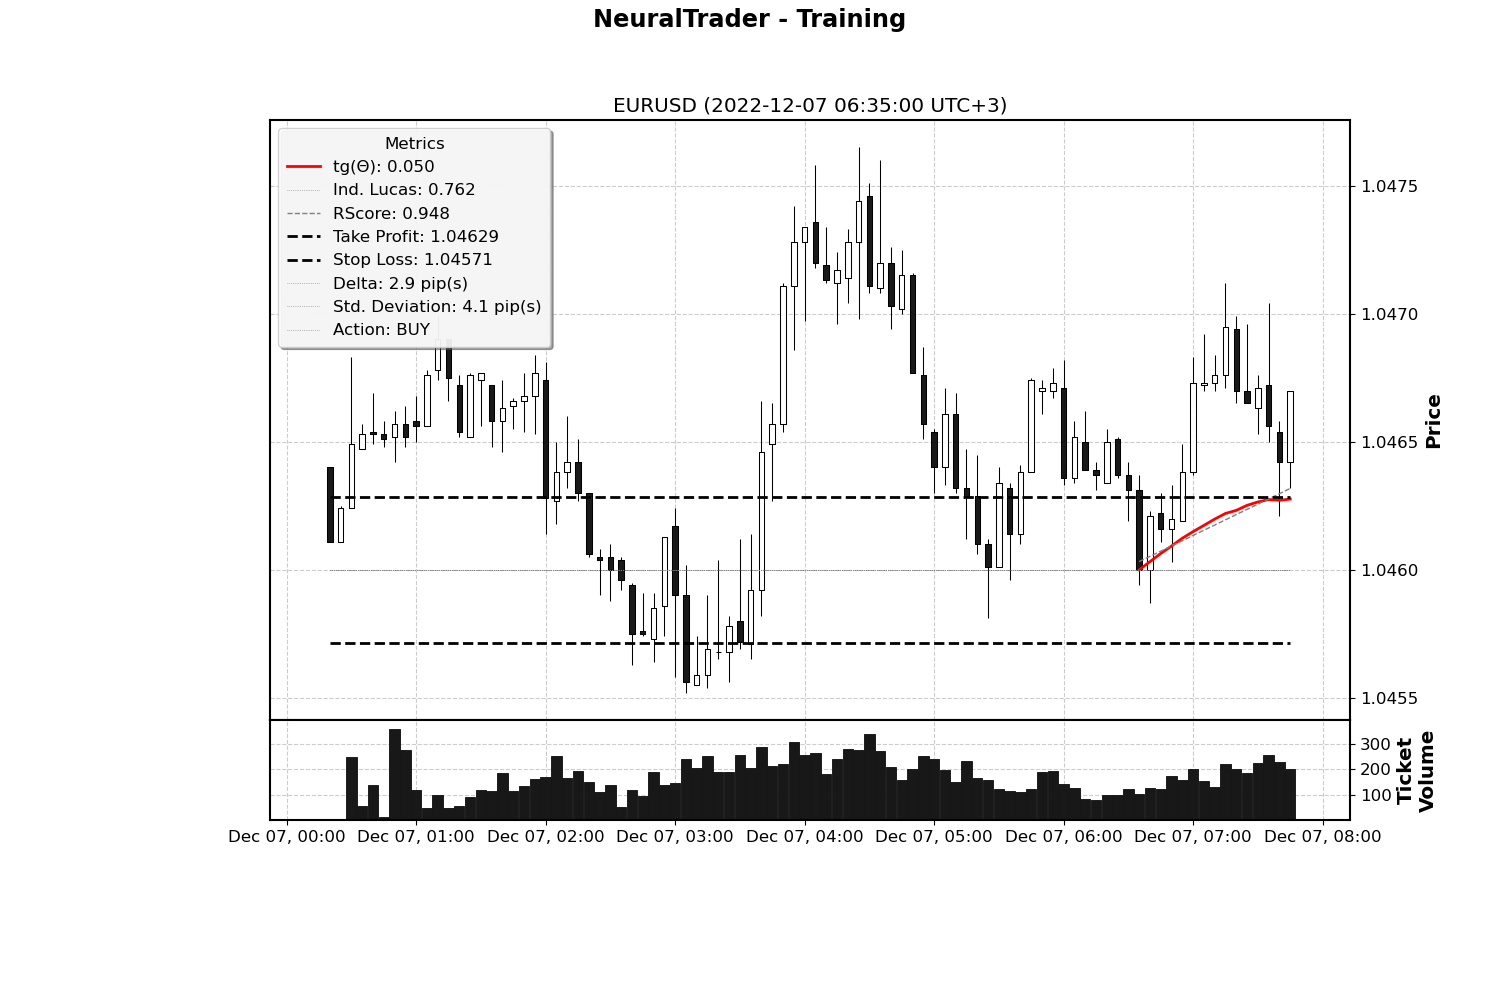 NeuralTrader - Training
EURUSD (2022-12-07 06:35:00 UTC+3)
Metrics
tg(Θ): 0.050
Ind. Lucas: 0.762
RScore: 0.948
Take Profit: 1.04629
Stop Loss: 1.04571
Delta: 2.9 pip(s)
Std. Deviation: 4.1 pip(s)
Action: BUY
1.0475
1.0470
1.0465
1.0460
1.0455
Price
300
200
100
Ticket
Volume
Dec 07, 00:00 Dec 07, 01:00 Dec 07, 02:00 Dec 07, 03:00 Dec 07, 04:00 Dec 07, 05:00 Dec 07, 06:00 Dec 07, 07:00 Dec 07, 08:00